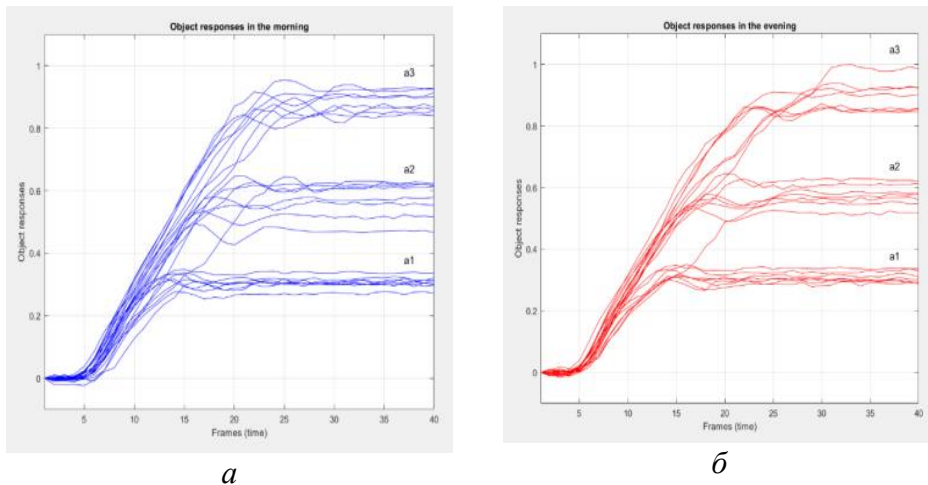 Object responses in the morning
1
0.8
0.6
0.4
0.2
0
Object responses
a3
a2
a1
5 10 15 20 25 30 35 40
Frames (time)
а
Object responses in the evening
1
0.8
0.6
0.4
0.2
0
Object responses
a3
a2
a1
5 10 15 20 25 30 35 40
Frames (time)
б